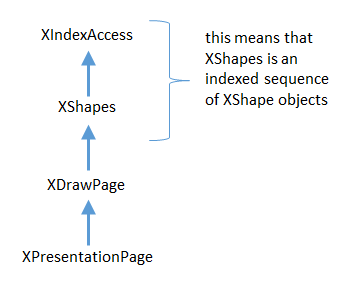 XIndexAccess
this means that
XShapes is an
indexed sequence
of XShape objects
XShapes
XDrawPage
XPresentationPage